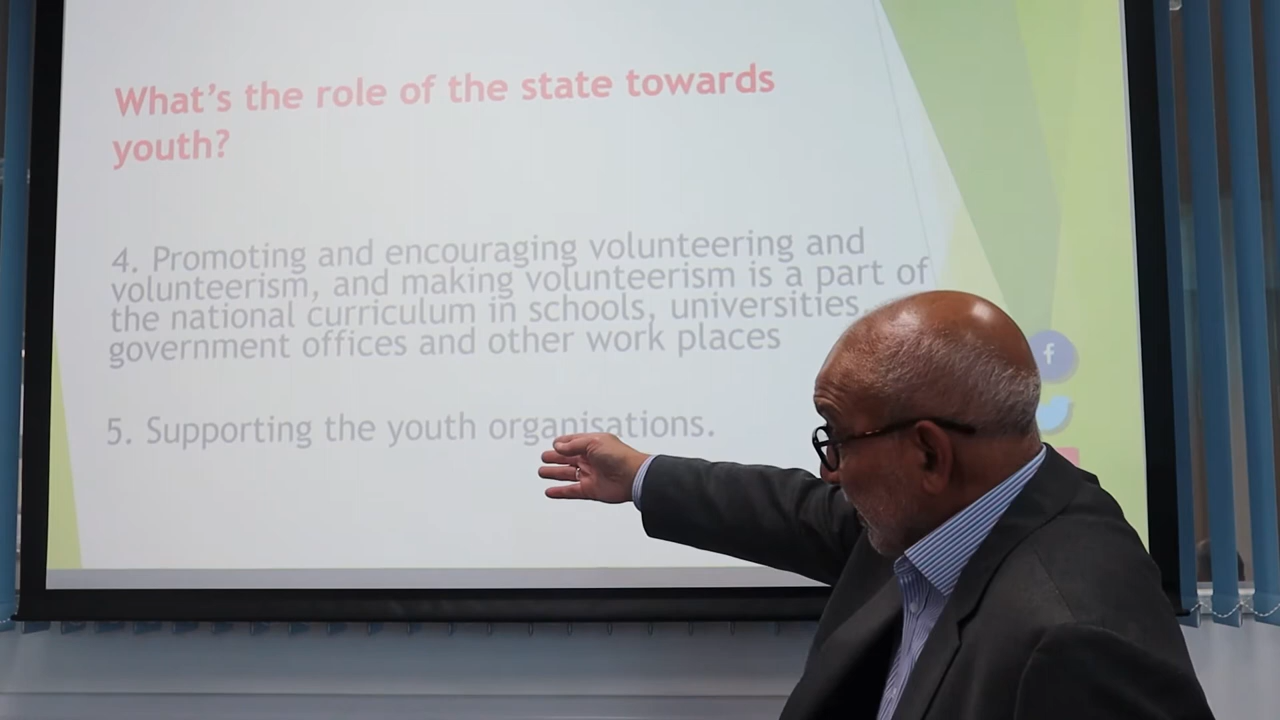 What's the role of the state towards
youth?
4. Promoting and encouraging volunteering and
volunteerism, and making volunteerism is a part of
the national curriculum in schools, universities,
government offices and other work places
5. Supporting the youth organisations.
f